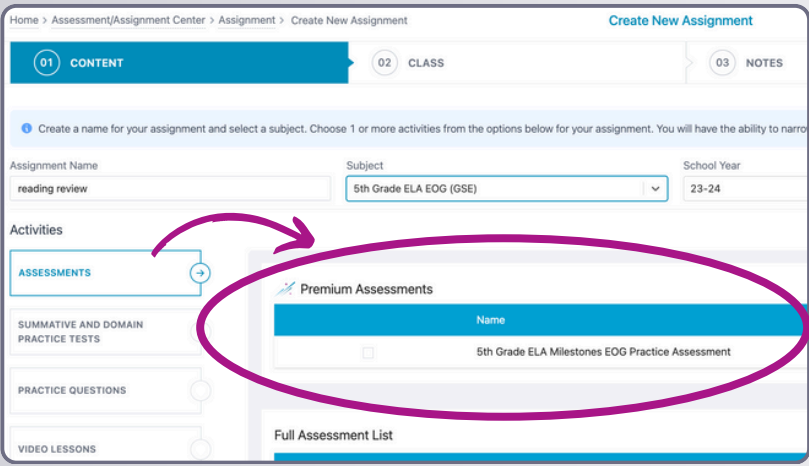 Home > Assessment/Assignment Center > Assignment > Create New Assignment
Create New Assignment
01 CONTENT
02 CLASS
03 NOTES
Create a name for your assignment and select a subject. Choose 1 or more activities from the options below for your assignment. You will have the ability to narro
Assignment Name
Subject
School Year
reading review
5th Grade ELA EOG (GSE)
23-24
Activities
ASSESSMENTS
Premium Assessments
Name
SUMMATIVE AND DOMAIN
PRACTICE TESTS
5th Grade ELA Milestones EOG Practice Assessment
PRACTICE QUESTIONS
Full Assessment List
VIDEO LESSONS